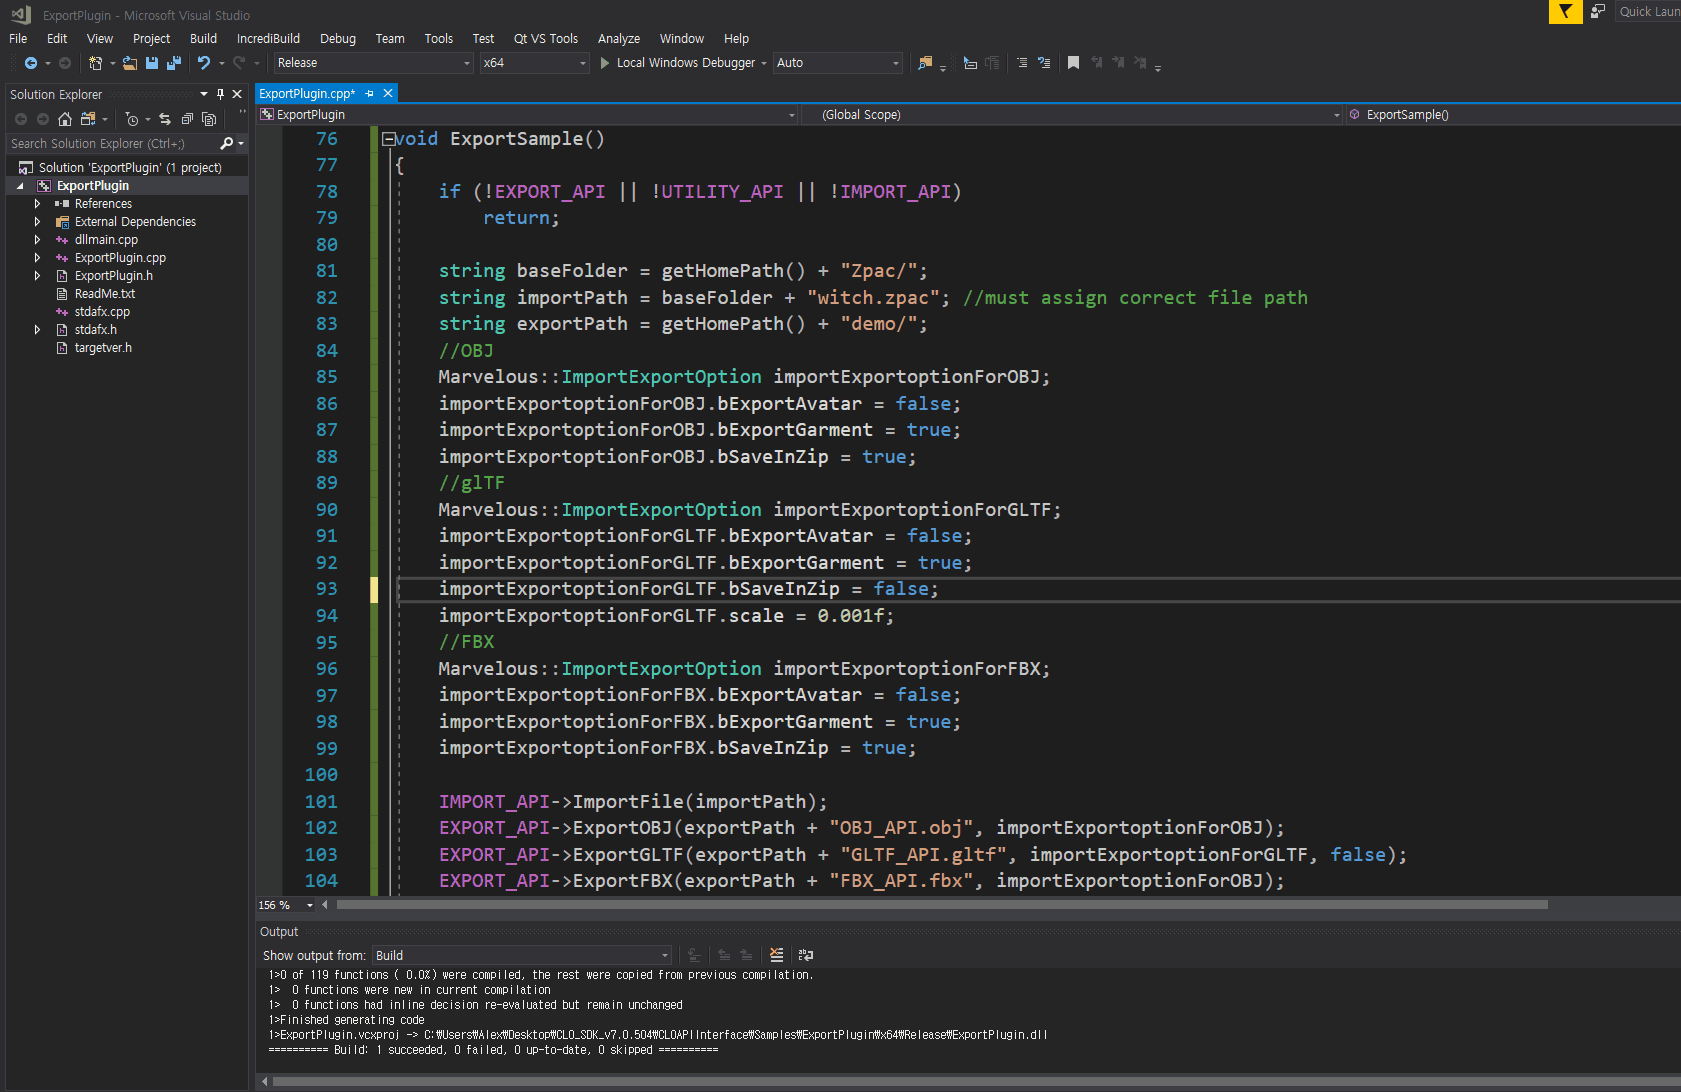 ExportPlugin - Microsoft Visual Studio
Quick Laun
File Edit View Project Build IncrediBuild Debug Team Tools Test Qt VS Tools Analyze Window Help
Release x64 Local Windows Debugger Auto
Solution Explorer
Search Solution Explorer (Ctrl+;)
Solution 'ExportPlugin' (1 project)
ExportPlugin
References
External Dependencies
dllmain.cpp
ExportPlugin.cpp
ExportPlugin.h
ReadMe.txt
stdafx.cpp
stdafx.h
targetver.h
ExportPlugin.cpp*
ExportPlugin (Global Scope) ExportSample()
76 void ExportSample()
77 {
78 if (!EXPORT_API || !UTILITY_API || !IMPORT_API)
79 return;
80
81 string baseFolder = getHomePath() + "Zpac/";
82 string importPath = baseFolder + "witch.zpac"; //must assign correct file path
83 string exportPath = getHomePath() + "demo/";
84 //OBJ
85 Marvelous::ImportExportOption importExportoptionForOBJ;
86 importExportoptionForOBJ.bExportAvatar = false;
87 importExportoptionForOBJ.bExportGarment = true;
88 importExportoptionForOBJ.bSaveInZip = true;
89 //glTF
90 Marvelous::ImportExportOption importExportoptionForGLTF;
91 importExportoptionForGLTF.bExportAvatar = false;
92 importExportoptionForGLTF.bExportGarment = true;
93 importExportoptionForGLTF.bSaveInZip = false;
94 importExportoptionForGLTF.scale = 0.001f;
95 //FBX
96 Marvelous::ImportExportOption importExportoptionForFBX;
97 importExportoptionForFBX.bExportAvatar = false;
98 importExportoptionForFBX.bExportGarment = true;
99 importExportoptionForFBX.bSaveInZip = true;
100
101 IMPORT_API->ImportFile(importPath);
102 EXPORT_API->ExportOBJ(exportPath + "OBJ_API.obj", importExportoptionForOBJ);
103 EXPORT_API->ExportGLTF(exportPath + "GLTF_API.gltf", importExportoptionForGLTF, false);
104 EXPORT_API->ExportFBX(exportPath + "FBX_API.fbx", importExportoptionForOBJ);
156 %
Output
Show output from: Build
1>0 of 119 functions ( 0.0%) were compiled, the rest were copied from previous compilation.
1>  0 functions were new in current compilation
1>  0 functions had inline decision re-evaluated but remain unchanged
1>Finished generating code
1>ExportPlugin.vcxproj -> C:₩Users₩Alex₩Desktop₩CLO_SDK_v7.0.504₩CLOAPIInterface₩Samples₩ExportPlugin₩x64₩Release₩ExportPlugin.dll
========== Build: 1 succeeded, 0 failed, 0 up-to-date, 0 skipped ==========